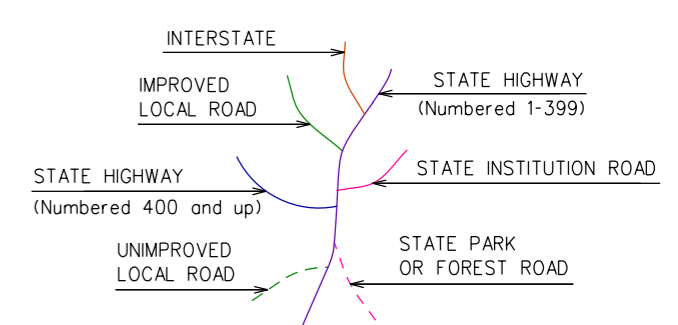 INTERSTATE
STATE HIGHWAY
(Numbered 1-399)
IMPROVED
LOCAL ROAD
STATE INSTITUTION ROAD
STATE HIGHWAY
(Numbered 400 and up)
STATE PARK
OR FOREST ROAD
UNIMPROVED
LOCAL ROAD